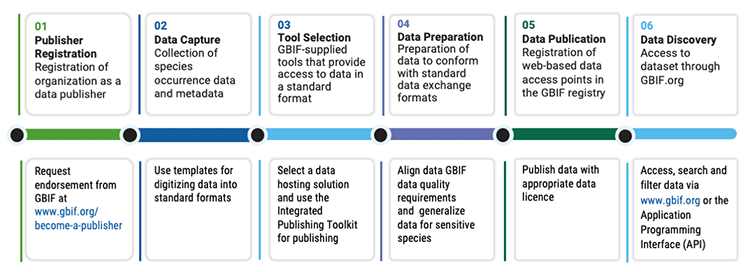 01
Publisher
Registration
Registration of
organization as a
data publisher
02
Data Capture
Collection of
species
occurrence data
and metadata
03
Tool Selection
GBIF-supplied
tools that provide
access to data in
a standard
format
04
Data Preparation
Preparation of
data to conform
with standard
data exchange
formats
05
Data Publication
Registration of
web-based data
access points in
the GBIF registry
06
Data Discovery
Access to
dataset through
GBIF.org
Request
endorsement from
GBIF at
www.gbif.org/
become-a-publisher
Use templates for
digitizing data into
standard formats
Select a data
hosting solution
and use the
Integrated
Publishing Toolkit
for publishing
Align data GBIF
data quality
requirements
and generalize
data for sensitive
species
Publish data with
appropriate data
licence
Access, search and
filter data via
www.gbif.org or the
Application
Programming
Interface (API)